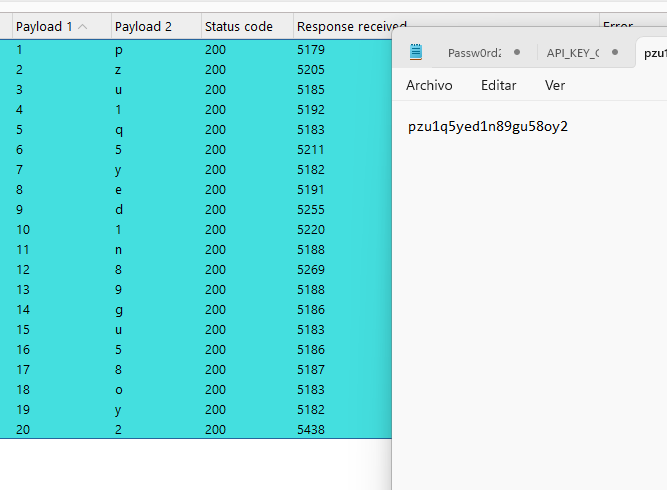 Payload 1 Payload 2 Status code Response received Error
1 p 200 5179
2 z 200 5205
3 u 200 5185
4 1 200 5192
5 q 200 5183
6 5 200 5211
7 y 200 5182
8 e 200 5191
9 d 200 5255
10 1 200 5220
11 n 200 5188
12 8 200 5269
13 9 200 5188
14 g 200 5186
15 u 200 5183
16 5 200 5186
17 8 200 5187
18 o 200 5183
19 y 200 5182
20 2 200 5438
Passw0rd2 API_KEY_C pzu1
Archivo Editar Ver
pzu1q5yed1n89gu58oy2